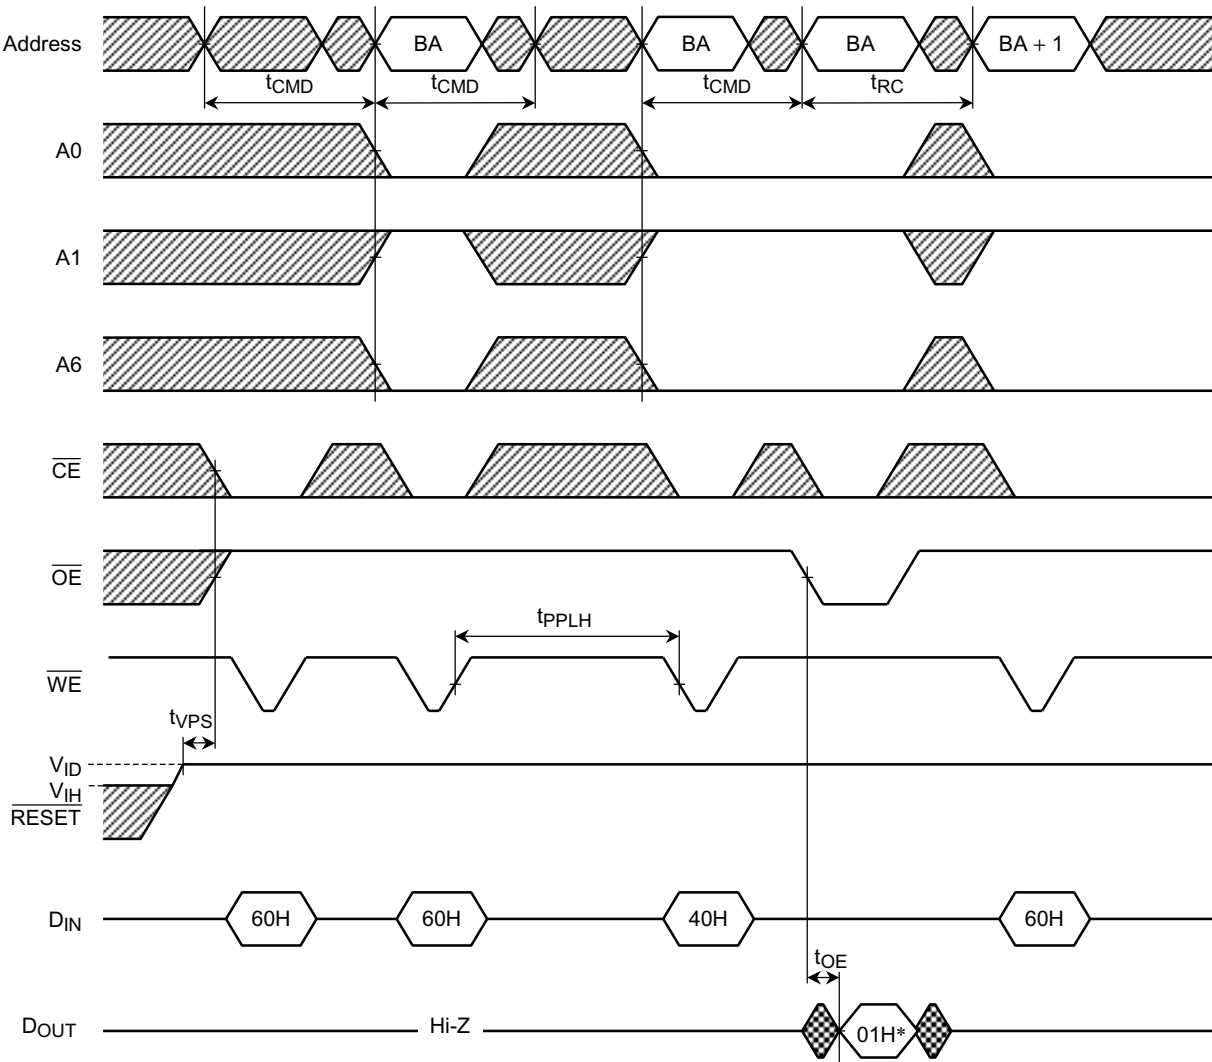 Address BA BA BA BA + 1
tCMD tCMD tCMD tRC
A0
A1
A6
CE
OE
tPPLH
WE
tVPS
VID
VIH
RESET
DIN 60H 60H 40H 60H
tOE
DOUT Hi-Z 01H*